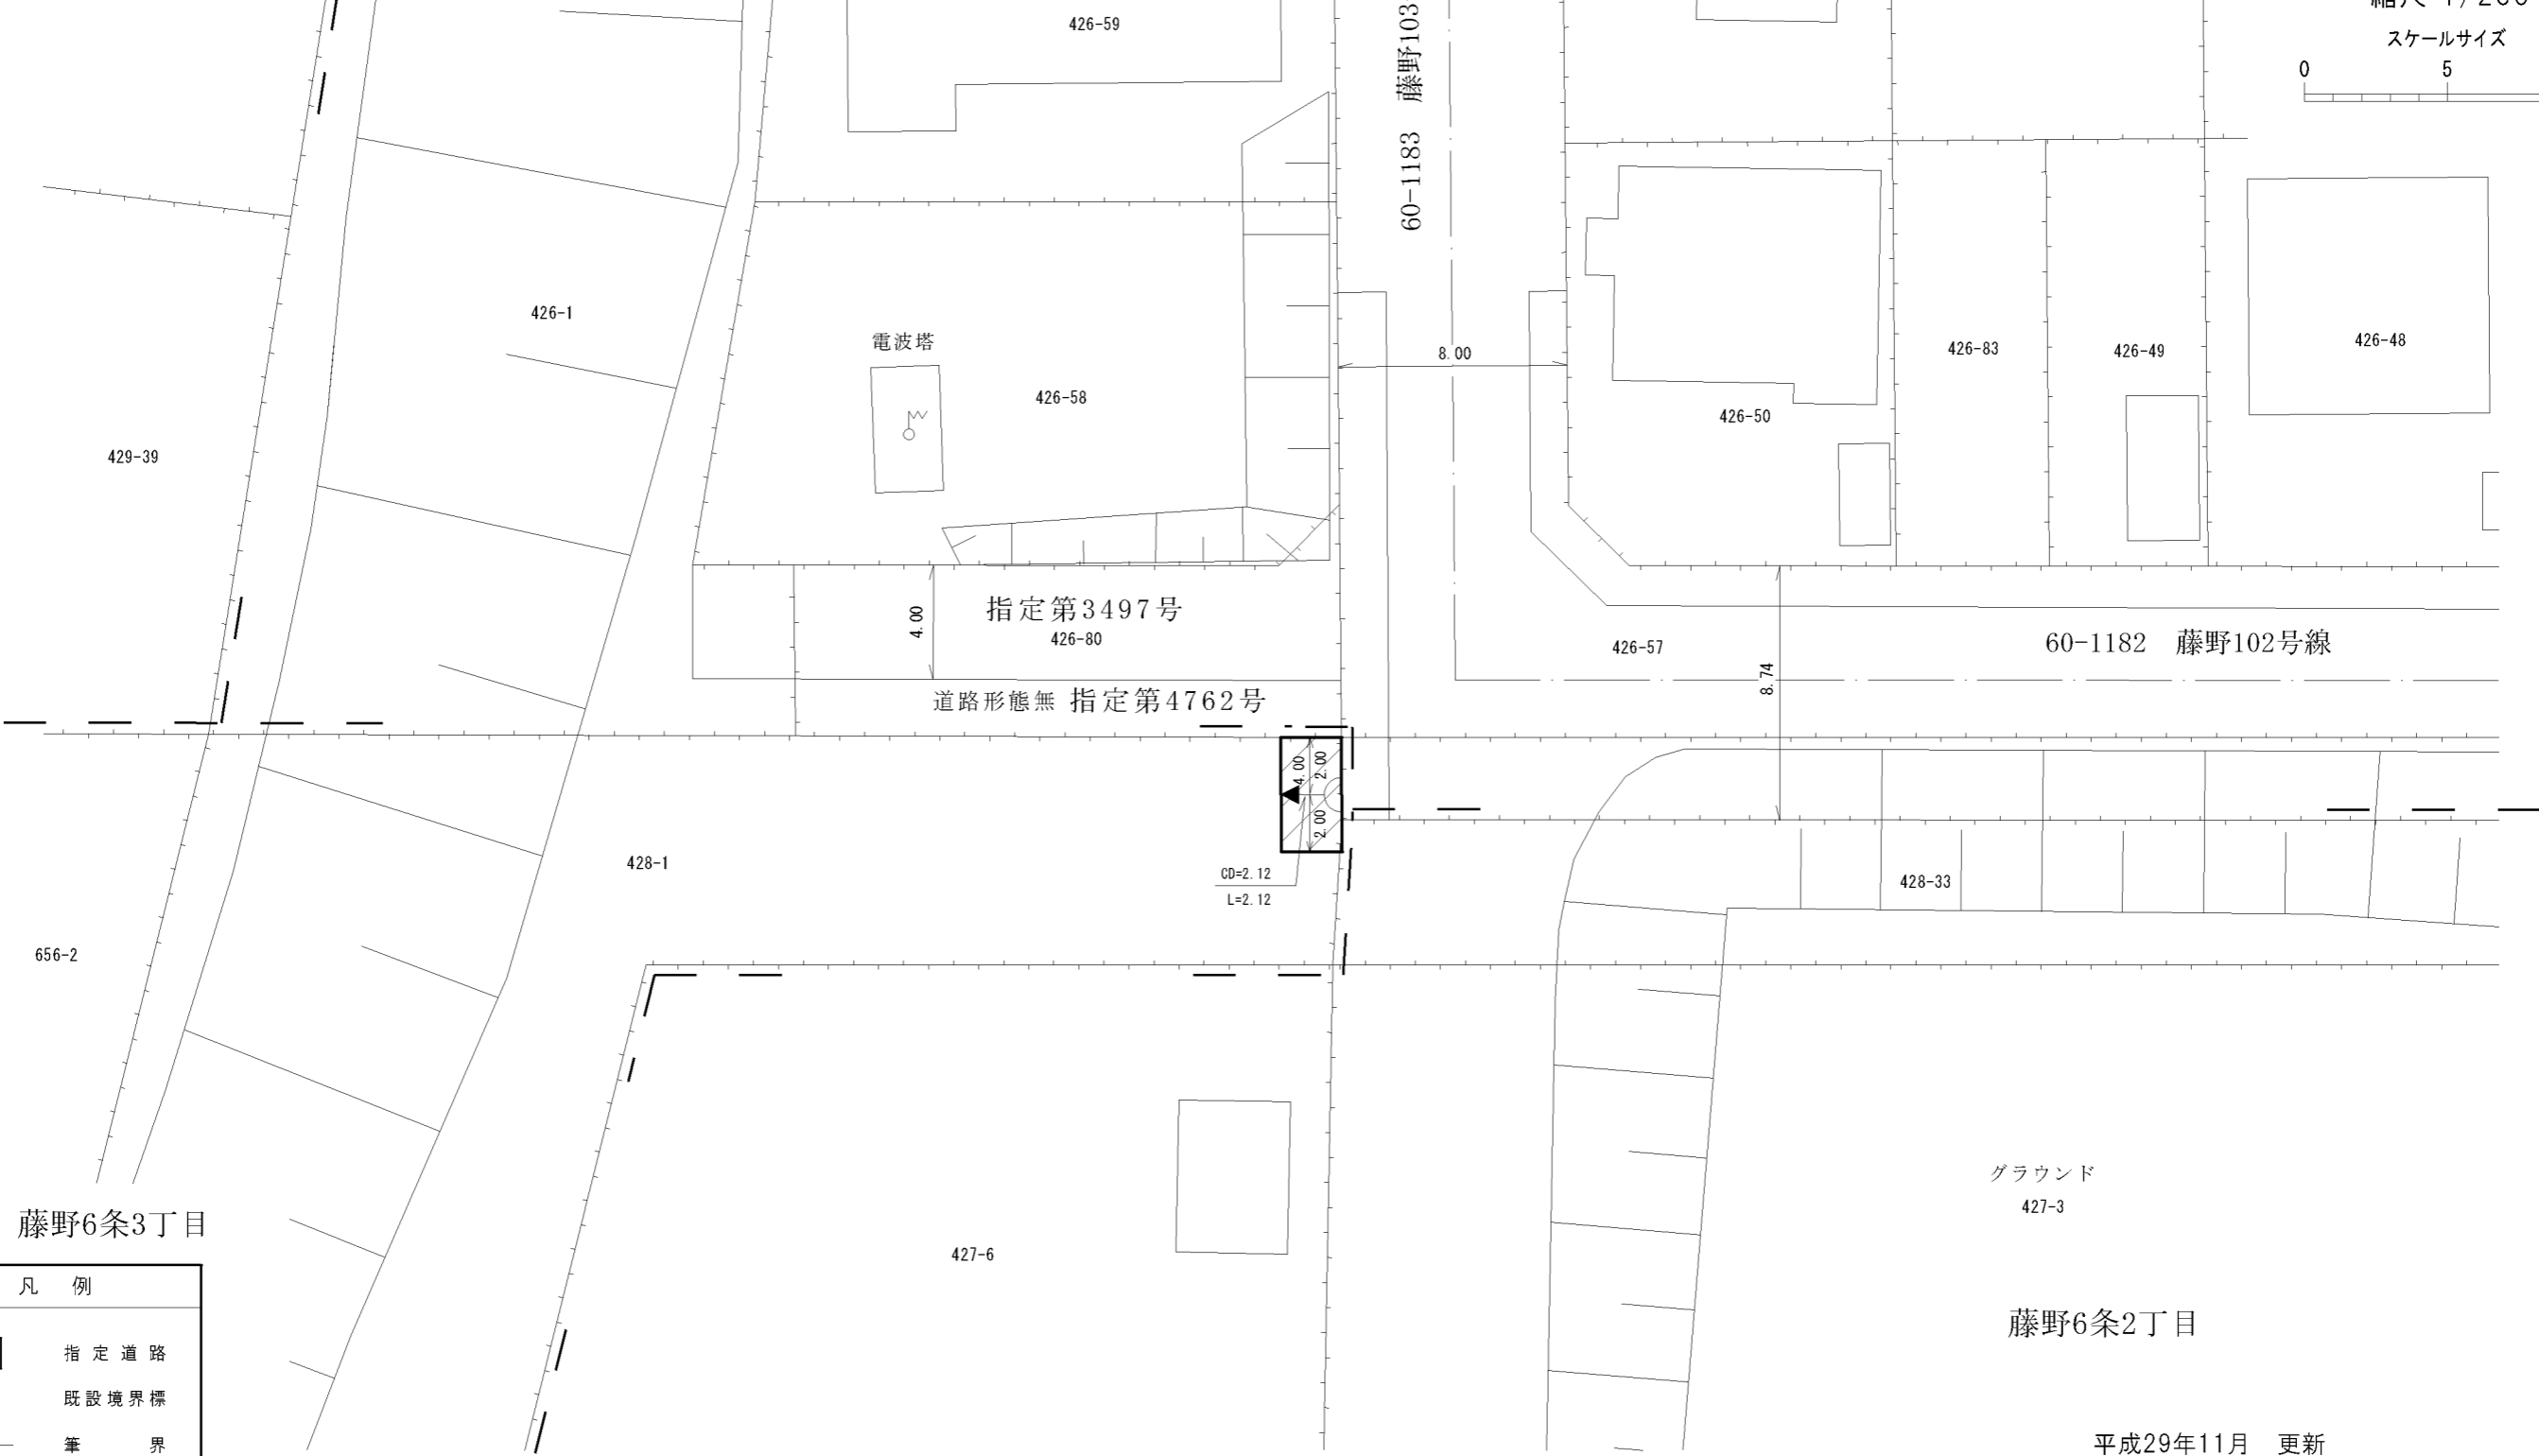 スケールサイズ
0
5
426-59
60-1183 藤野103
426-1
電波塔
426-58
8.00
426-50
426-83
426-49
426-48
429-39
4.00
指定第3497号
426-80
426-57
60-1182 藤野102号線
8.74
道路形態無 指定第4762号
4.00
2.00
2.00
CD=2.12
L=2.12
428-1
428-33
656-2
グラウンド
427-3
藤野6条3丁目
427-6
藤野6条2丁目
凡例
指定道路
既設境界標
筆界
平成29年11月 更新